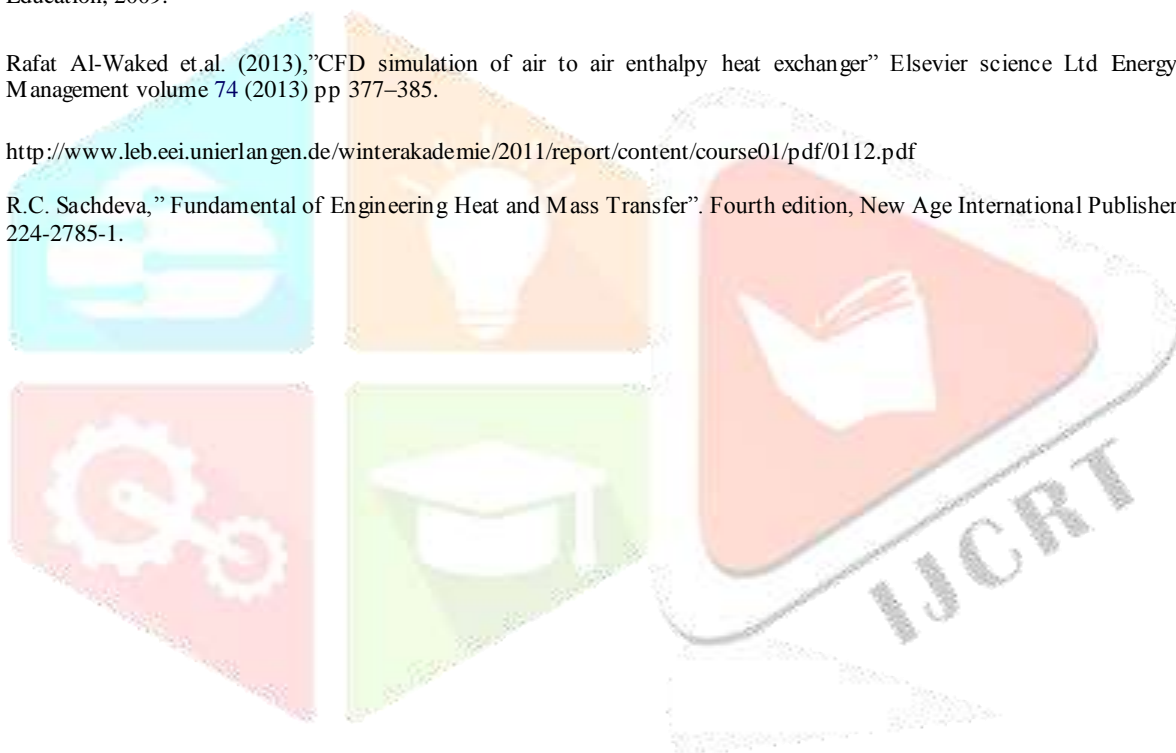 Education, 2009.
Rafat Al-Waked et.al. (2013),”CFD simulation of air to air enthalpy heat exchanger” Elsevier science Ltd Energy
Management volume 74 (2013) pp 377–385.
http://www.leb.eei.unierlangen.de/winterakademie/2011/report/content/course01/pdf/0112.pdf
R.C. Sachdeva,” Fundamental of Engineering Heat and Mass Transfer”. Fourth edition, New Age International Publisher
224-2785-1.
IJCRT